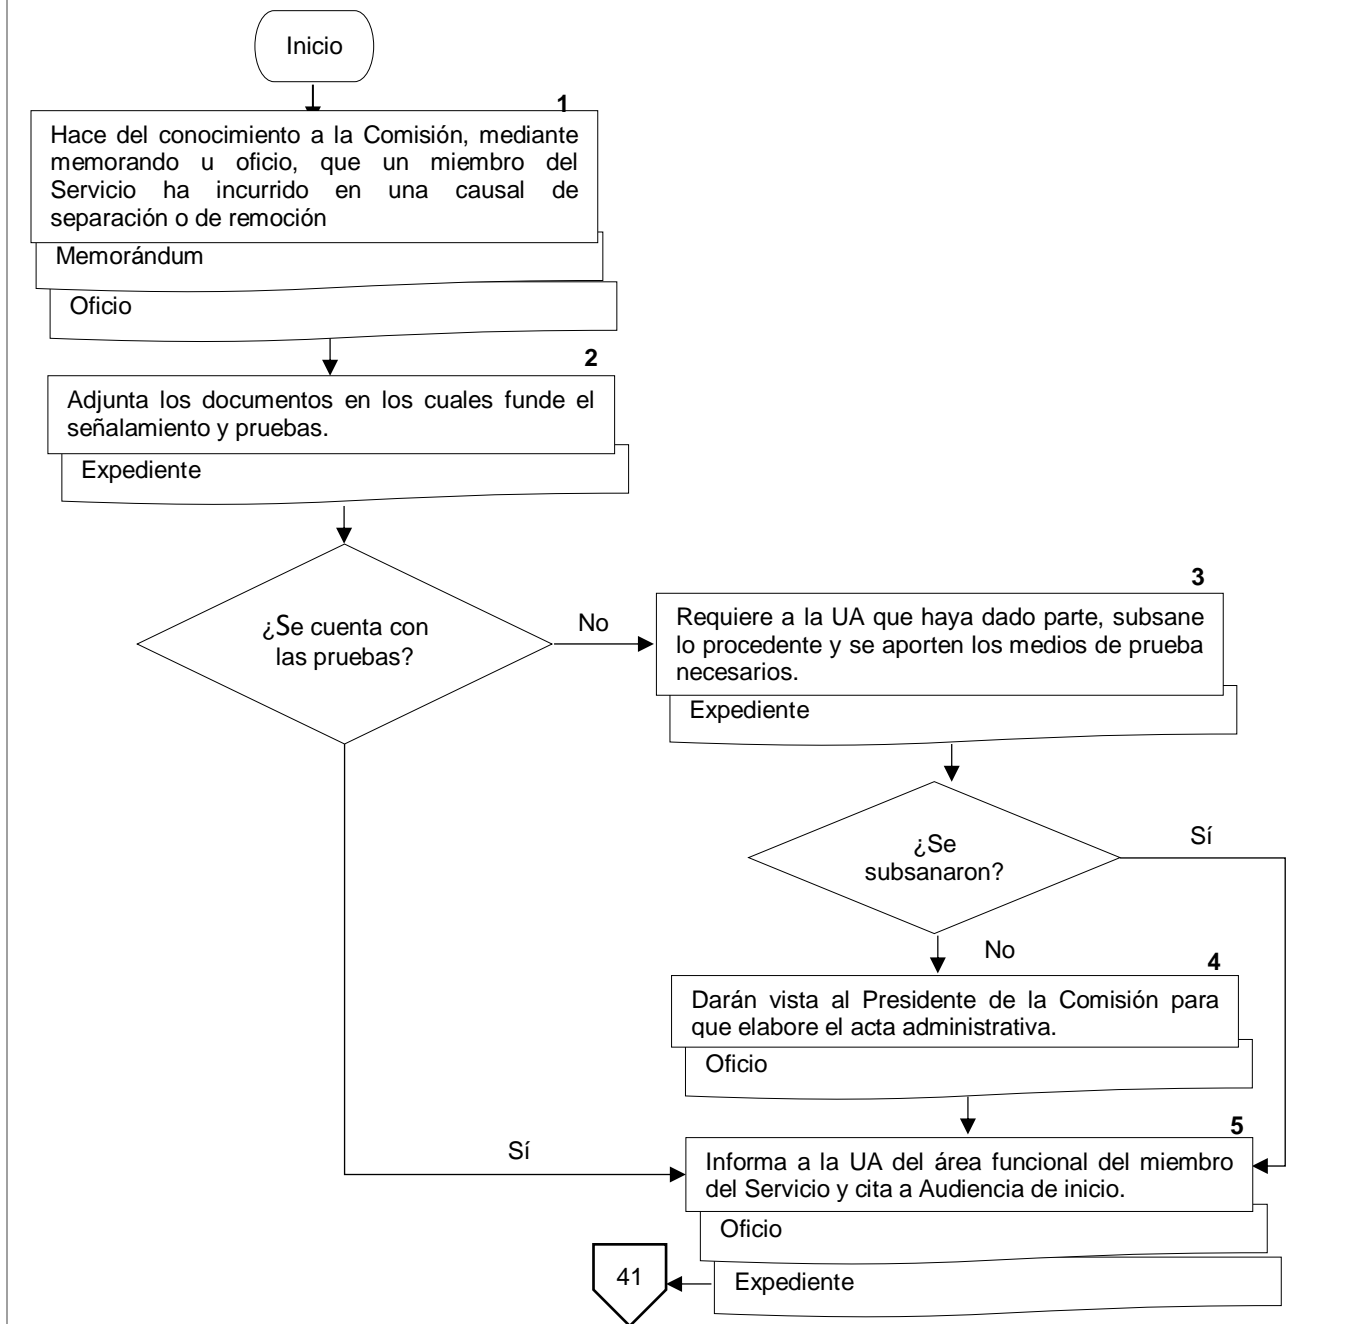 Inicio
1
Hace del conocimiento a la Comisión, mediante
memorando u oficio, que un miembro del
Servicio ha incurrido en una causal de
separación o de remoción
Memorándum
Oficio
2
Adjunta los documentos en los cuales funde el
señalamiento y pruebas.
Expediente
¿Se cuenta con
las pruebas?
No
3
Requiere a la UA que haya dado parte, subsane
lo procedente y se aporten los medios de prueba
necesarios.
Expediente
¿Se
subsanaron?
Sí
No
4
Darán vista al Presidente de la Comisión para
que elabore el acta administrativa.
Oficio
Sí
5
Informa a la UA del área funcional del miembro
del Servicio y cita a Audiencia de inicio.
Oficio
Expediente
41